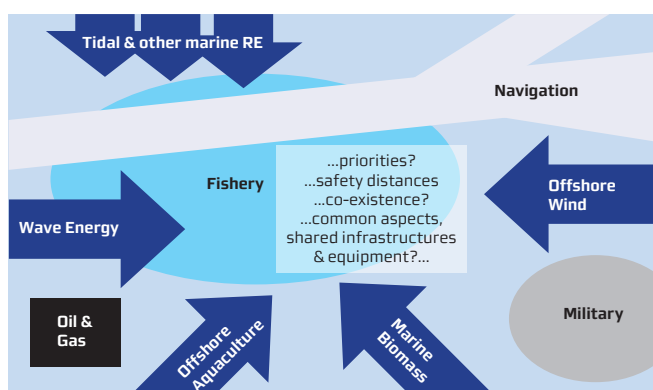 Tidal & other marine RE
Navigation
...priorities?
...safety distances
...co-existence?
...common aspects,
shared infrastructures
& equipment?...
Fishery
Offshore
Wind
Wave Energy
Oil &
Gas
Offshore
Aquaculture
Marine
Biomass
Military